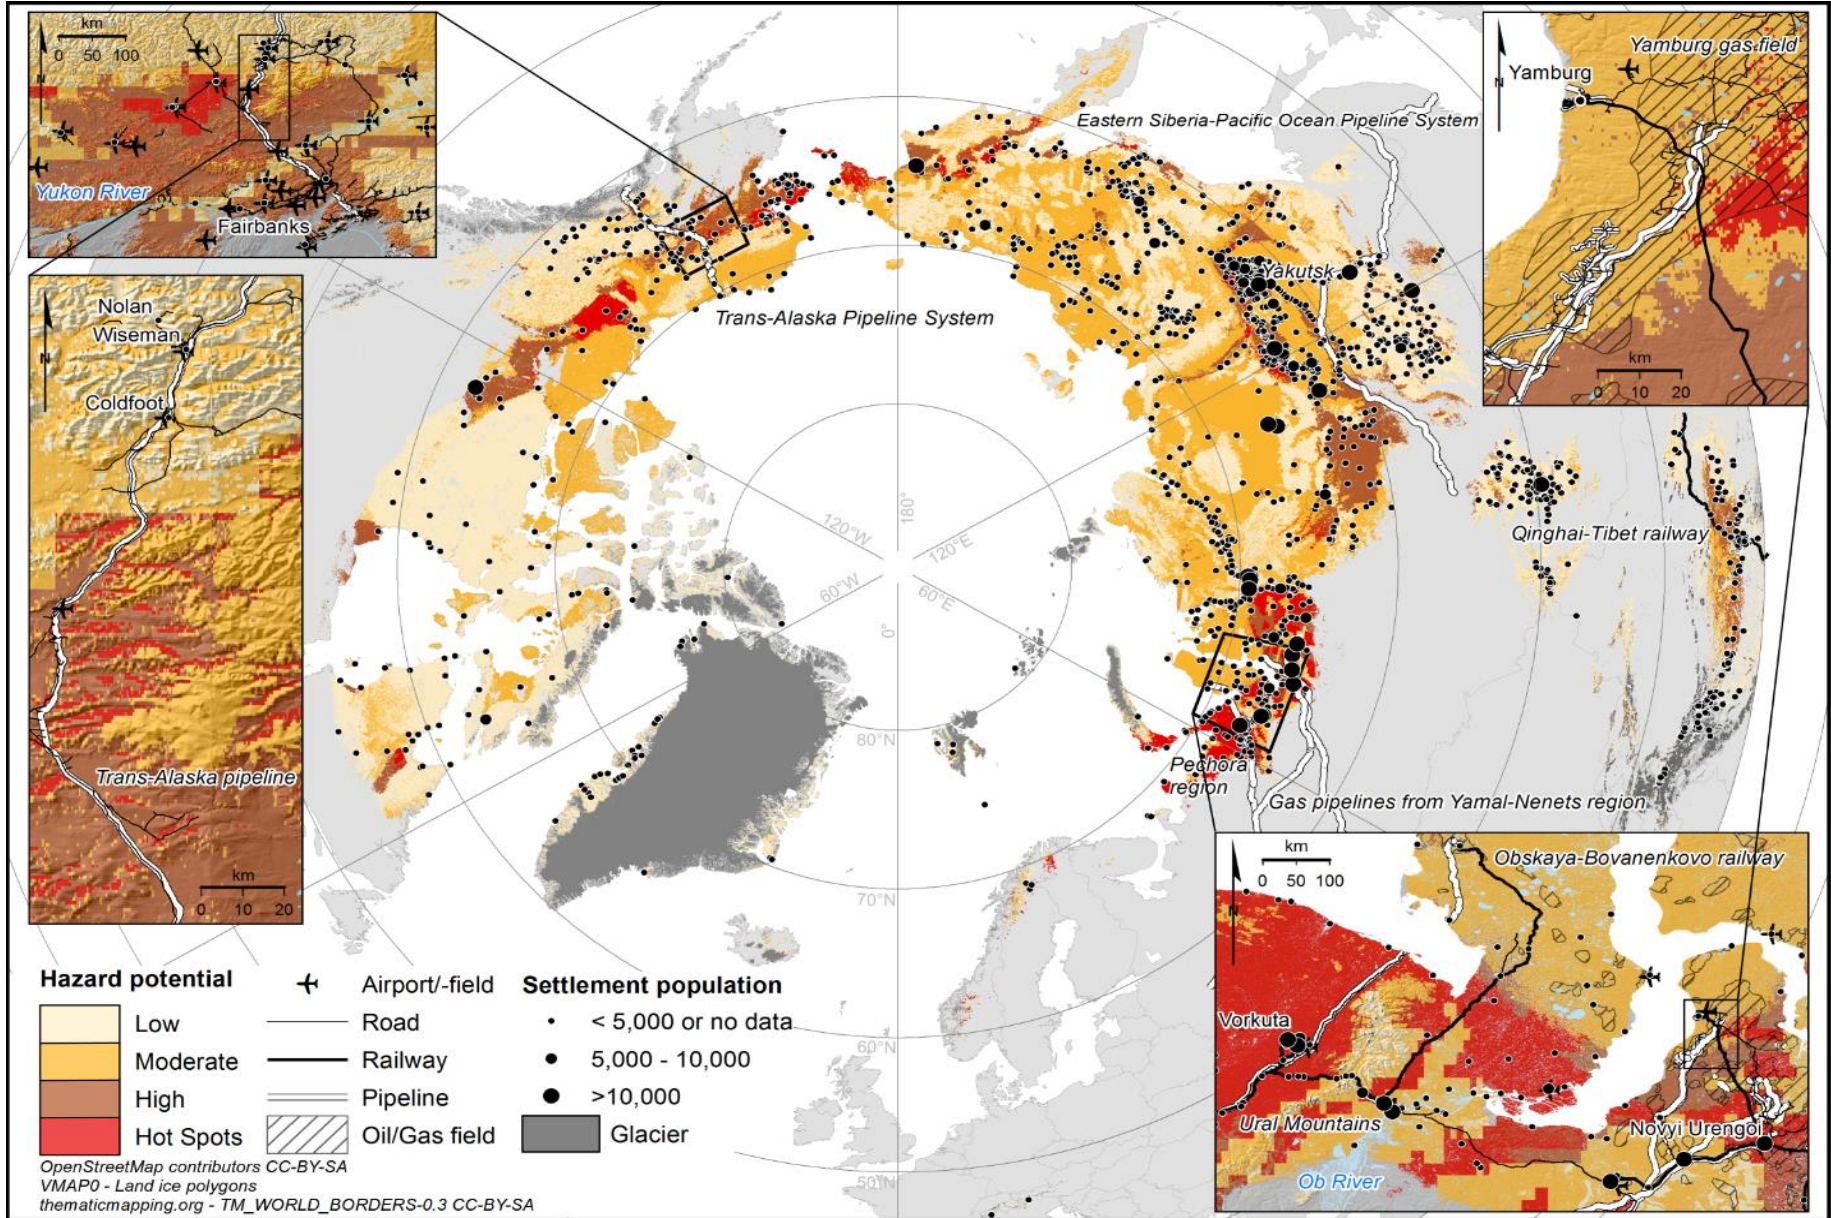 km
0 50 100
N
Yukon River
Fairbanks
N
Nolan
Wiseman
Coldfoot
Trans-Alaska pipeline
km
0 10 20
Eastern Siberia-Pacific Ocean Pipeline System
Yakutsk
Trans-Alaska Pipeline System
180°
120°W
120°E
60°W
60°E
0°
80°N
70°N
60°N
50°N
Qinghai-Tibet railway
Pechora
region
Gas pipelines from Yamal-Nenets region
N
Yamburg gas field
Yamburg
km
0 10 20
km
0 50 100
N
Obskaya-Bovanenkovo railway
Vorkuta
Ural Mountains
Novyi Urengoi
Ob River
Hazard potential
Low
Moderate
High
Hot Spots
Airport/-field
Road
Railway
Pipeline
Oil/Gas field
Settlement population
< 5,000 or no data
5,000 - 10,000
>10,000
Glacier
OpenStreetMap contributors CC-BY-SA
VMAP0 - Land ice polygons
thematicmapping.org - TM_WORLD_BORDERS-0.3 CC-BY-SA